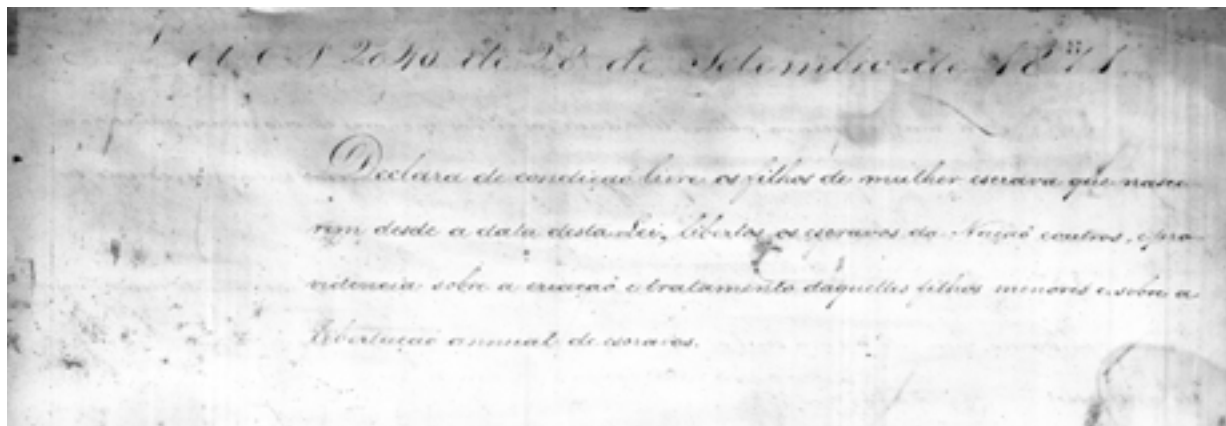 Lei N 2040 de 28 de Setembro de 1871.
Declara de condição livre os filhos de mulher escrava que nasce-
rem desde a data desta Lei, libertos os escravos da Nação e outros, e pro-
videncia sobre a criação e tratamento daquelles filhos menores e sobre a
libertação annual de escravos.